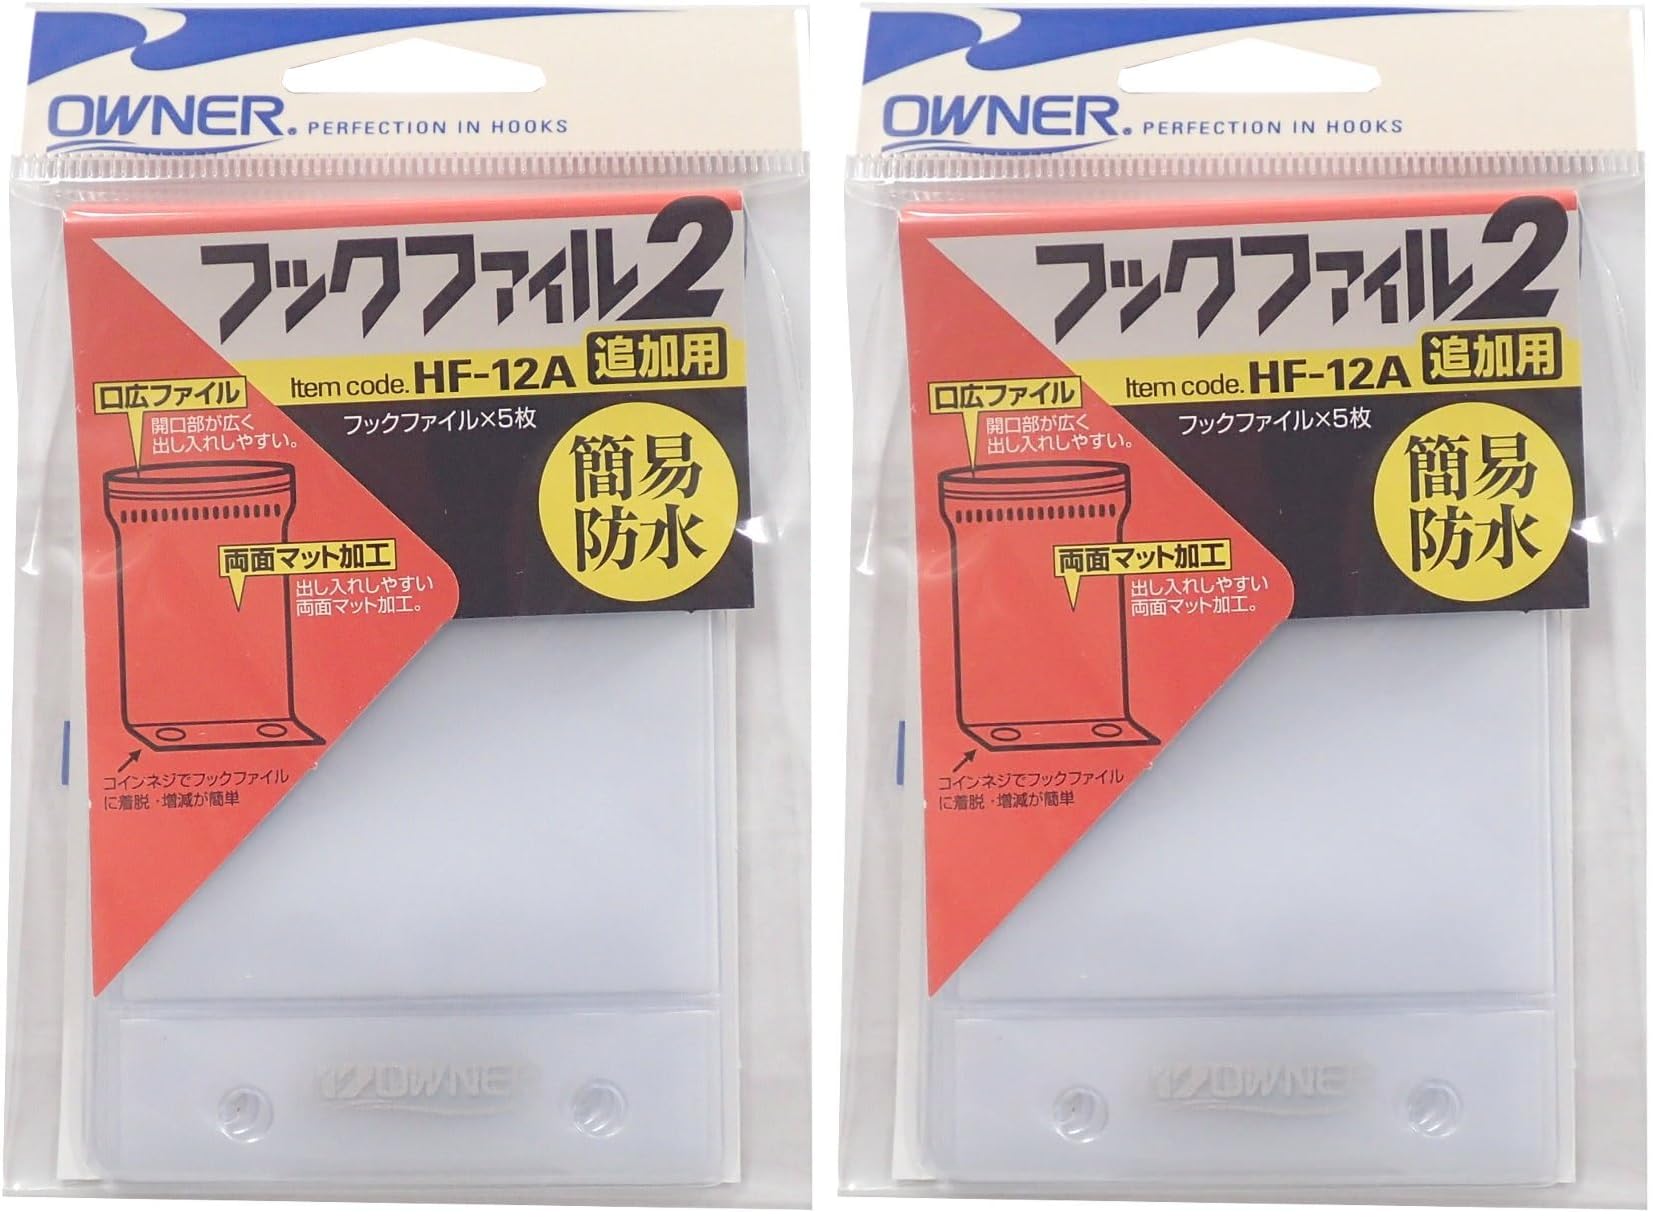 OWNER® PERFECTION IN HOOKS
フックファイル2
Item code. HF-12A 追加用
フックファイル×5枚
簡易
防水
口広ファイル
開口部が広く
出し入れしやすい。
両面マット加工
出し入れしやすい
両面マット加工。
コインネジでフックファイル
に着脱・増減が簡単
OWNER
OWNER® PERFECTION IN HOOKS
フックファイル2
Item code. HF-12A 追加用
フックファイル×5枚
簡易
防水
口広ファイル
開口部が広く
出し入れしやすい。
両面マット加工
出し入れしやすい
両面マット加工。
コインネジでフックファイル
に着脱・増減が簡単
OWNER